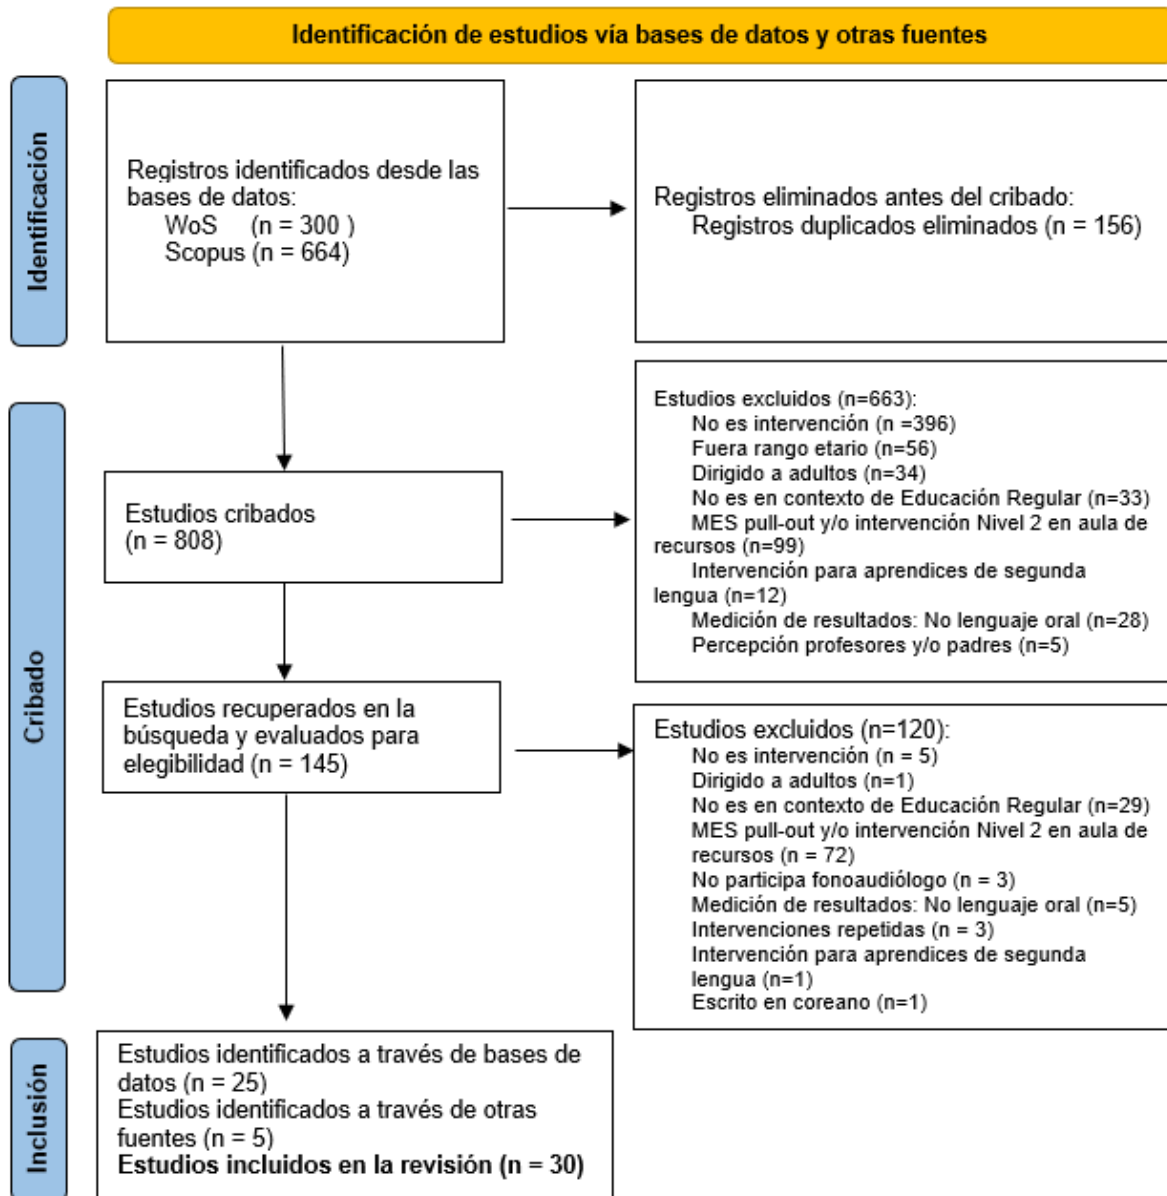 Identificación de estudios vía bases de datos y otras fuentes
Identificación
Registros identificados desde las
bases de datos:
WoS (n = 300 )
Scopus (n = 664)
Registros eliminados antes del cribado:
Registros duplicados eliminados (n = 156)
Cribado
Estudios cribados
(n = 808)
Estudios excluidos (n=663):
No es intervención (n =396)
Fuera rango etario (n=56)
Dirigido a adultos (n=34)
No es en contexto de Educación Regular (n=33)
MES pull-out y/o intervención Nivel 2 en aula de
recursos (n=99)
Intervención para aprendices de segunda
lengua (n=12)
Medición de resultados: No lenguaje oral (n=28)
Percepción profesores y/o padres (n=5)
Estudios recuperados en la
búsqueda y evaluados para
elegibilidad (n = 145)
Estudios excluidos (n=120):
No es intervención (n = 5)
Dirigido a adultos (n=1)
No es en contexto de Educación Regular (n=29)
MES pull-out y/o intervención Nivel 2 en aula de
recursos (n = 72)
No participa fonoaudiólogo (n = 3)
Medición de resultados: No lenguaje oral (n=5)
Intervenciones repetidas (n = 3)
Intervención para aprendices de segunda
lengua (n=1)
Escrito en coreano (n=1)
Inclusión
Estudios identificados a través de bases de
datos (n = 25)
Estudios identificados a través de otras
fuentes (n = 5)
Estudios incluidos en la revisión (n = 30)